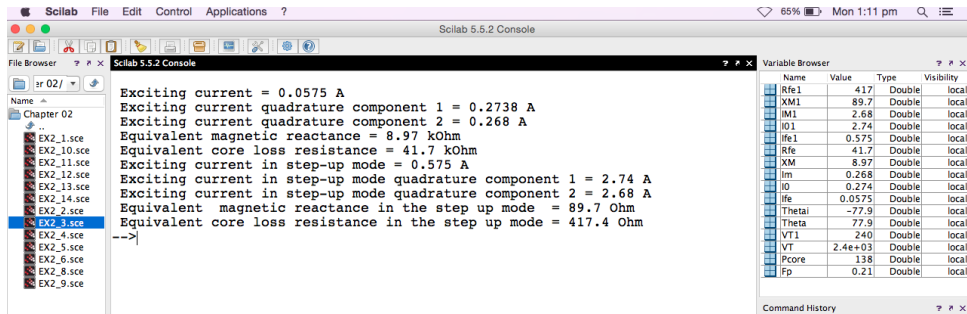 Scilab File Edit Control Applications ? 65% Mon 1:11 pm
Scilab 5.5.2 Console
File Browser ? Scilab 5.5.2 Console ? Variable Browser ?
er 02/
Name
Chapter 02
..
EX2_1.sce
EX2_10.sce
EX2_11.sce
EX2_12.sce
EX2_13.sce
EX2_14.sce
EX2_2.sce
EX2_3.sce
EX2_4.sce
EX2_5.sce
EX2_6.sce
EX2_8.sce
EX2_9.sce
Exciting current = 0.0575 A
Exciting current quadrature component 1 = 0.2738 A
Exciting current quadrature component 2 = 0.268 A
Equivalent magnetic reactance = 8.97 kOhm
Equivalent core loss resistance = 41.7 kOhm
Exciting current in step-up mode = 0.575 A
Exciting current in step-up mode quadrature component 1 = 2.74 A
Exciting current in step-up mode quadrature component 2 = 2.68 A
Equivalent  magnetic reactance in the step up mode  = 89.7 Ohm
Equivalent core loss resistance in the step up mode = 417.4 Ohm
-->
Name Value Type Visibility
Rfe1 417 Double local
XM1 89.7 Double local
IM1 2.68 Double local
I01 2.74 Double local
Ife1 0.575 Double local
Rfe 41.7 Double local
XM 8.97 Double local
Im 0.268 Double local
I0 0.274 Double local
Ife 0.0575 Double local
Thetai -77.9 Double local
Theta 77.9 Double local
VT1 240 Double local
VT 2.4e+03 Double local
Pcore 138 Double local
Fp 0.21 Double local
Command History ?